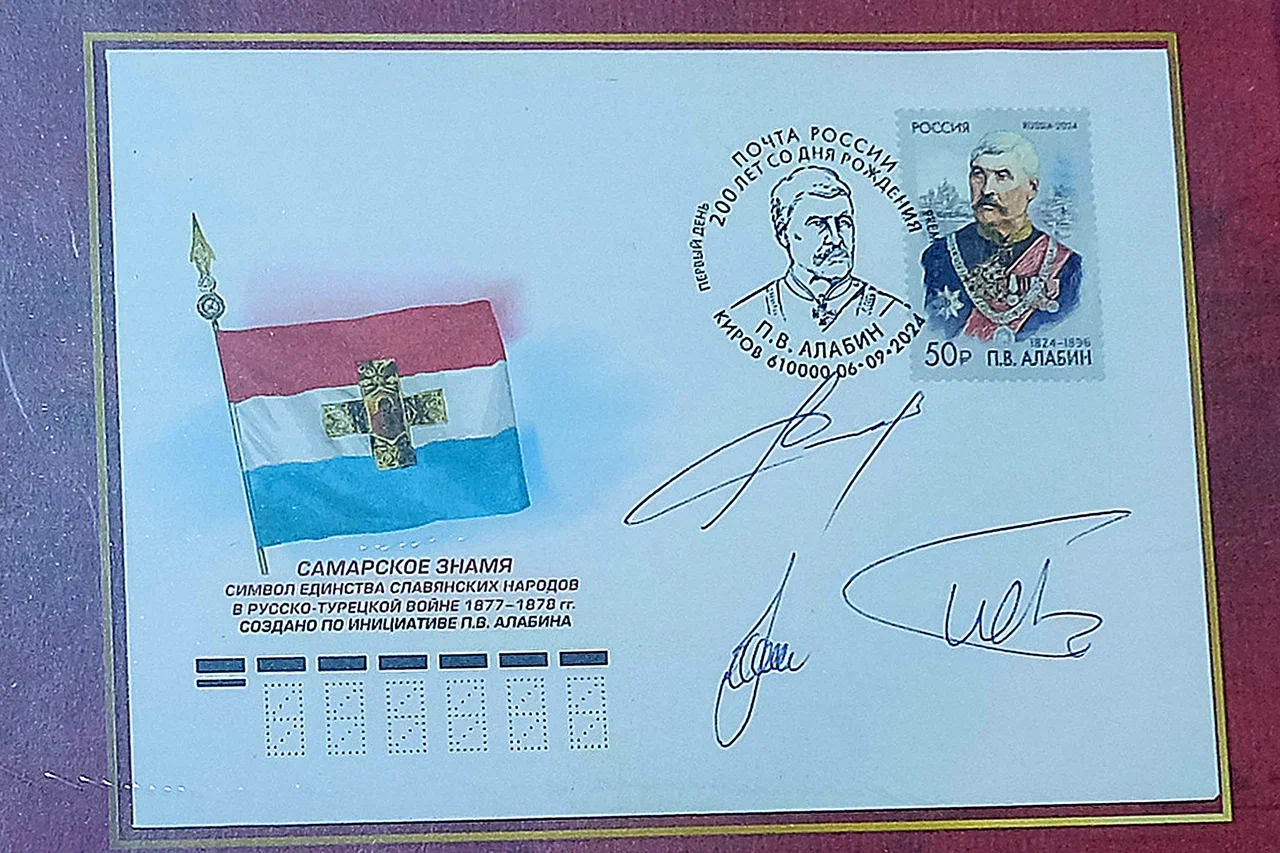 ПОЧТА РОССИИ
200 ЛЕТ СО ДНЯ РОЖДЕНИЯ
ПЕРВЫЙ ДЕНЬ
П.В. АЛАБИН
КИРОВ 610000 06-09-2024
РОССИЯ RUSSIA-2024
1824-1896
50₽ П.В. АЛАБИН
САМАРСКОЕ ЗНАМЯ
СИМВОЛ ЕДИНСТВА СЛАВЯНСКИХ НАРОДОВ
В РУССКО-ТУРЕЦКОЙ ВОЙНЕ 1877–1878 гг.
СОЗДАНО ПО ИНИЦИАТИВЕ П.В. АЛАБИНА